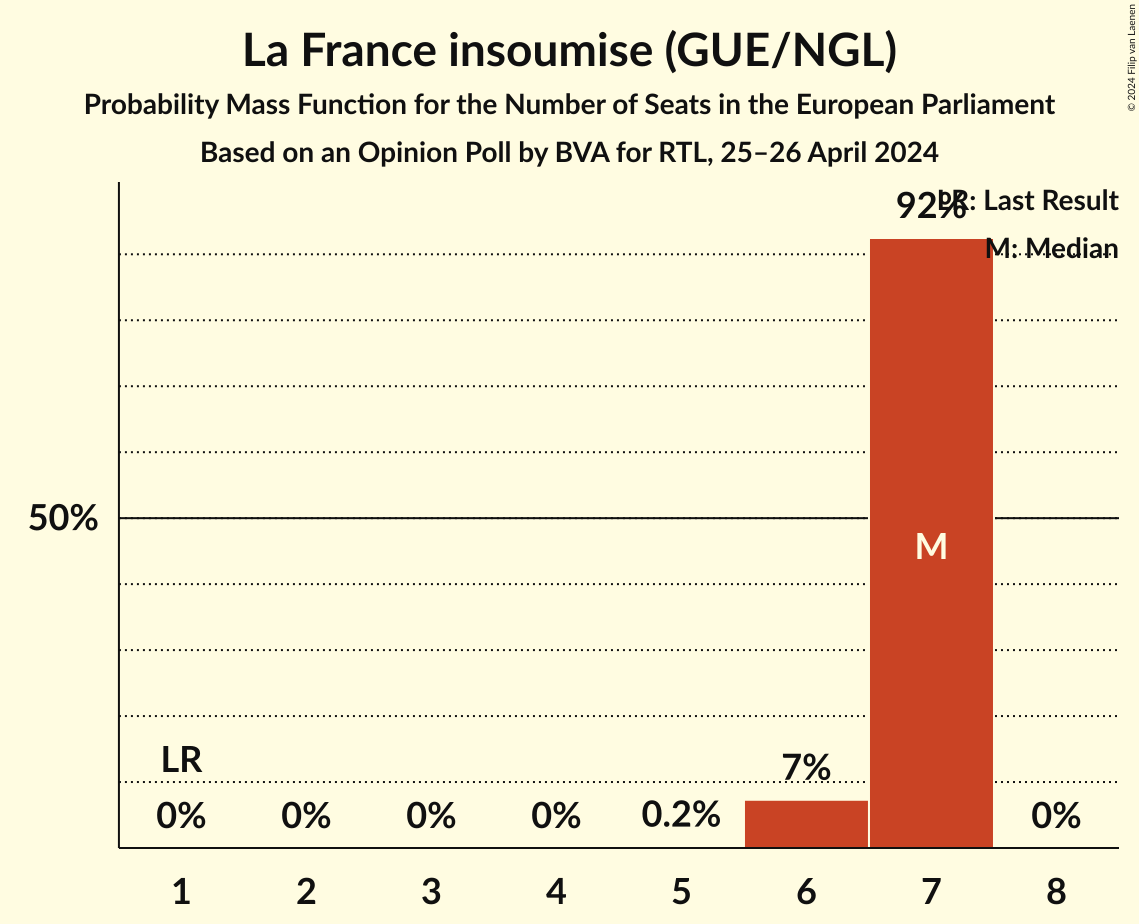 La France insoumise (GUE/NGL)
Probability Mass Function for the Number of Seats in the European Parliament
Based on an Opinion Poll by BVA for RTL, 25–26 April 2024
© 2024 Filip van Laenen
92%
LR: Last Result
M: Median
50%
M
LR
7%
0% 0% 0% 0% 0.2% 0%
1 2 3 4 5 6 7 8